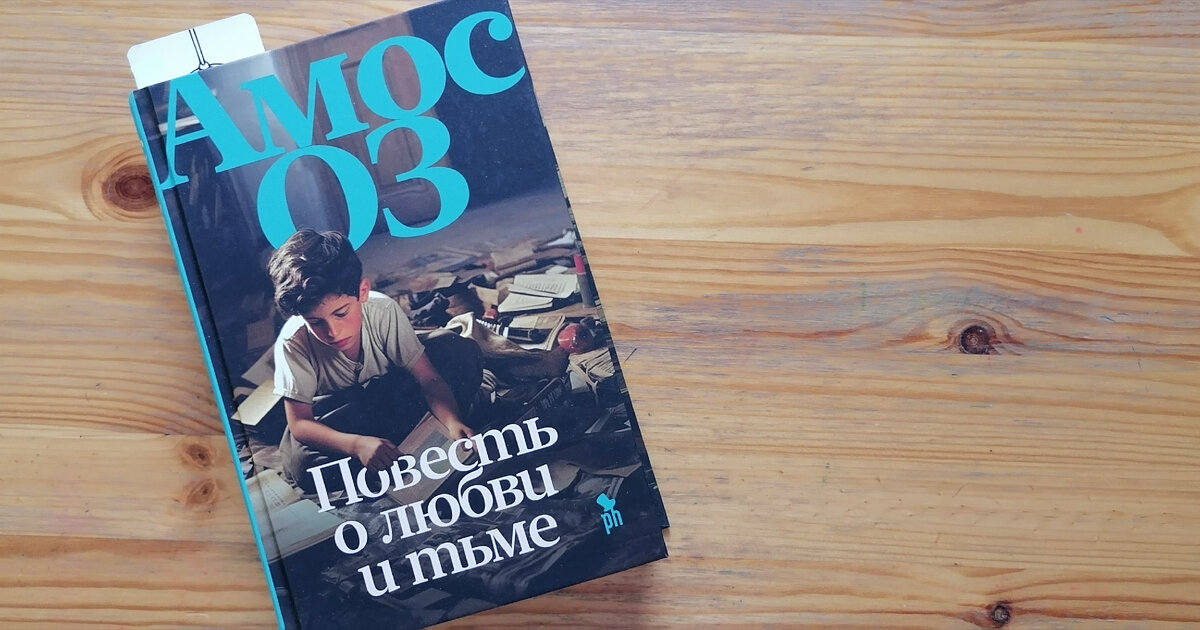 Амос
Оз
Повесть
о любви
и тьме
ph